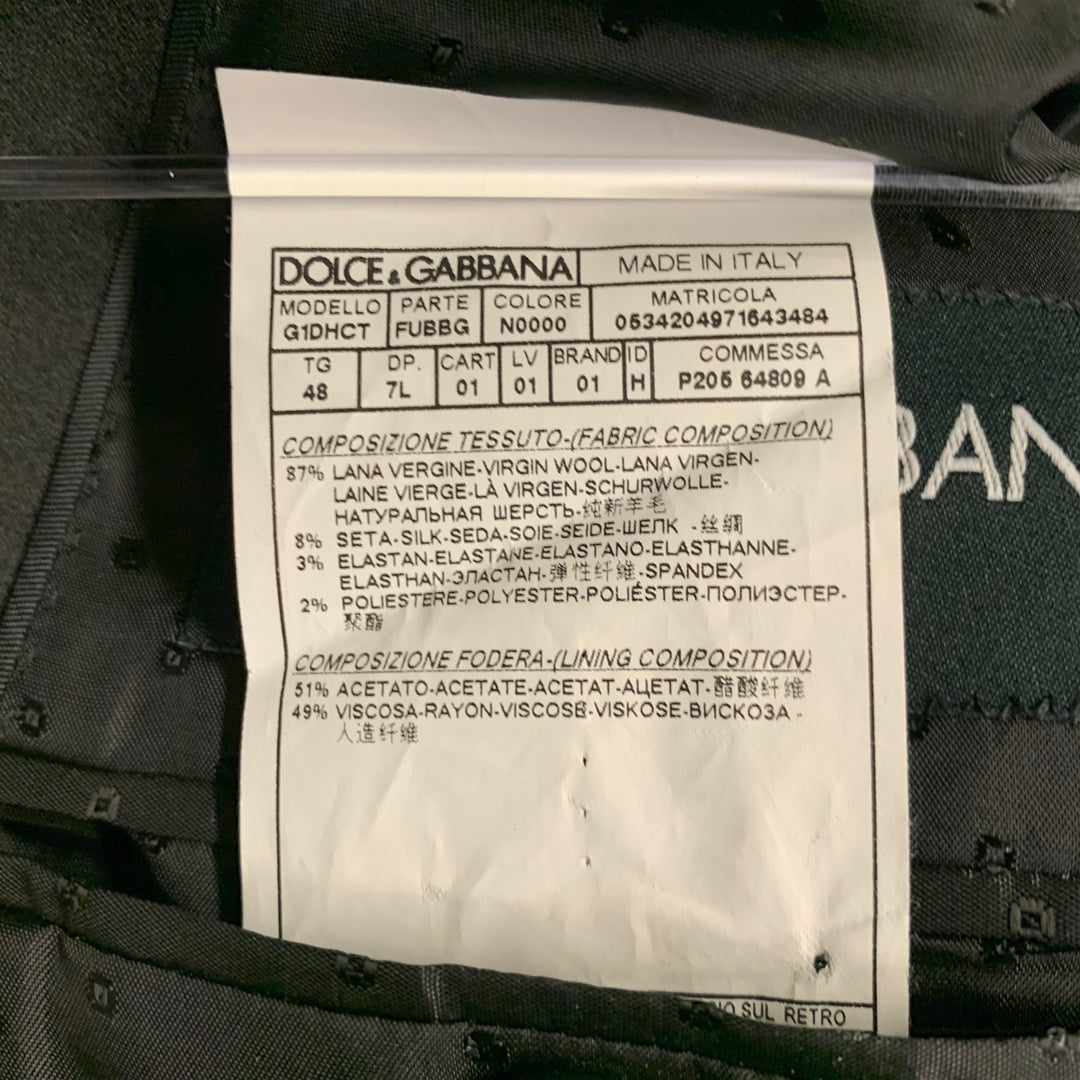 DOLCE & GABBANA MADE IN ITALY
MODELLO PARTE COLORE MATRICOLA
G1DHCT FUBBG N0000 0534204971643484
TG DP. CART LV BRAND ID COMMESSA
48 7L 01 01 01 H P205 64809 A
COMPOSIZIONE TESSUTO-(FABRIC COMPOSITION)
87% LANA VERGINE-VIRGIN WOOL-LANA VIRGEN-
LAINE VIERGE-LÀ VIRGEN-SCHURWOLLE-
НАТУРАЛЬНАЯ ШЕРСТЬ-纯新羊毛
8% SETA-SILK-SEDA-SOIE-SEIDE-ШЕЛК -丝绸
3% ELASTAN-ELASTANE-ELASTANO-ELASTHANNE-
ELASTHAN-ЭЛАСТАН-弹性纤维-SPANDEX
2% POLIESTERE-POLYESTER-POLIÉSTER-ПОЛИЭСТЕР-
聚酯
COMPOSIZIONE FODERA-(LINING COMPOSITION)
51% ACETATO-ACETATE-ACETAT-АЦЕТАТ-醋酸纤维
49% VISCOSA-RAYON-VISCOSE-VISKOSE-ВИСКОЗА -
人造纤维
SUL RETRO
BAN